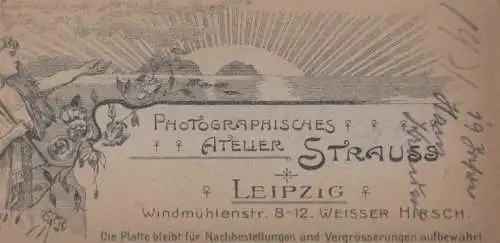 PHOTOGRAPHISCHES
ATELIER STRAUSS
LEIPZIG
Windmühlenstr. 8-12. WEISSER HIRSCH.
Die Platte bleibt für Nachbestellungen und Vergrösserungen aufbewahrt